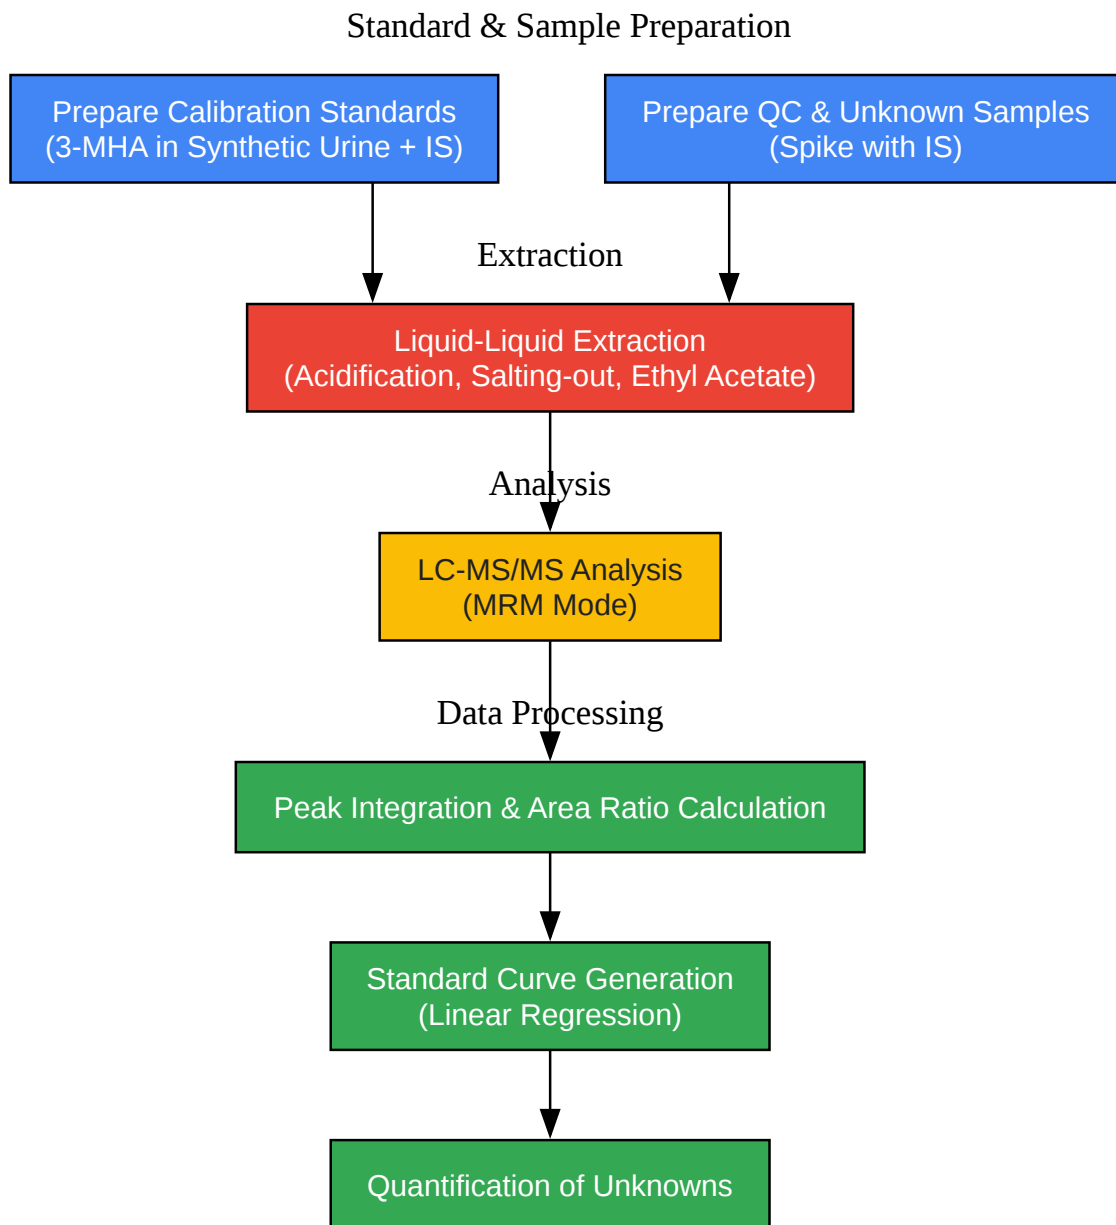 Standard & Sample Preparation
Prepare Calibration Standards
(3-MHA in Synthetic Urine + IS)
Prepare QC & Unknown Samples
(Spike with IS)
Extraction
Liquid-Liquid Extraction
(Acidification, Salting-out, Ethyl Acetate)
Analysis
LC-MS/MS Analysis
(MRM Mode)
Data Processing
Peak Integration & Area Ratio Calculation
Standard Curve Generation
(Linear Regression)
Quantification of Unknowns